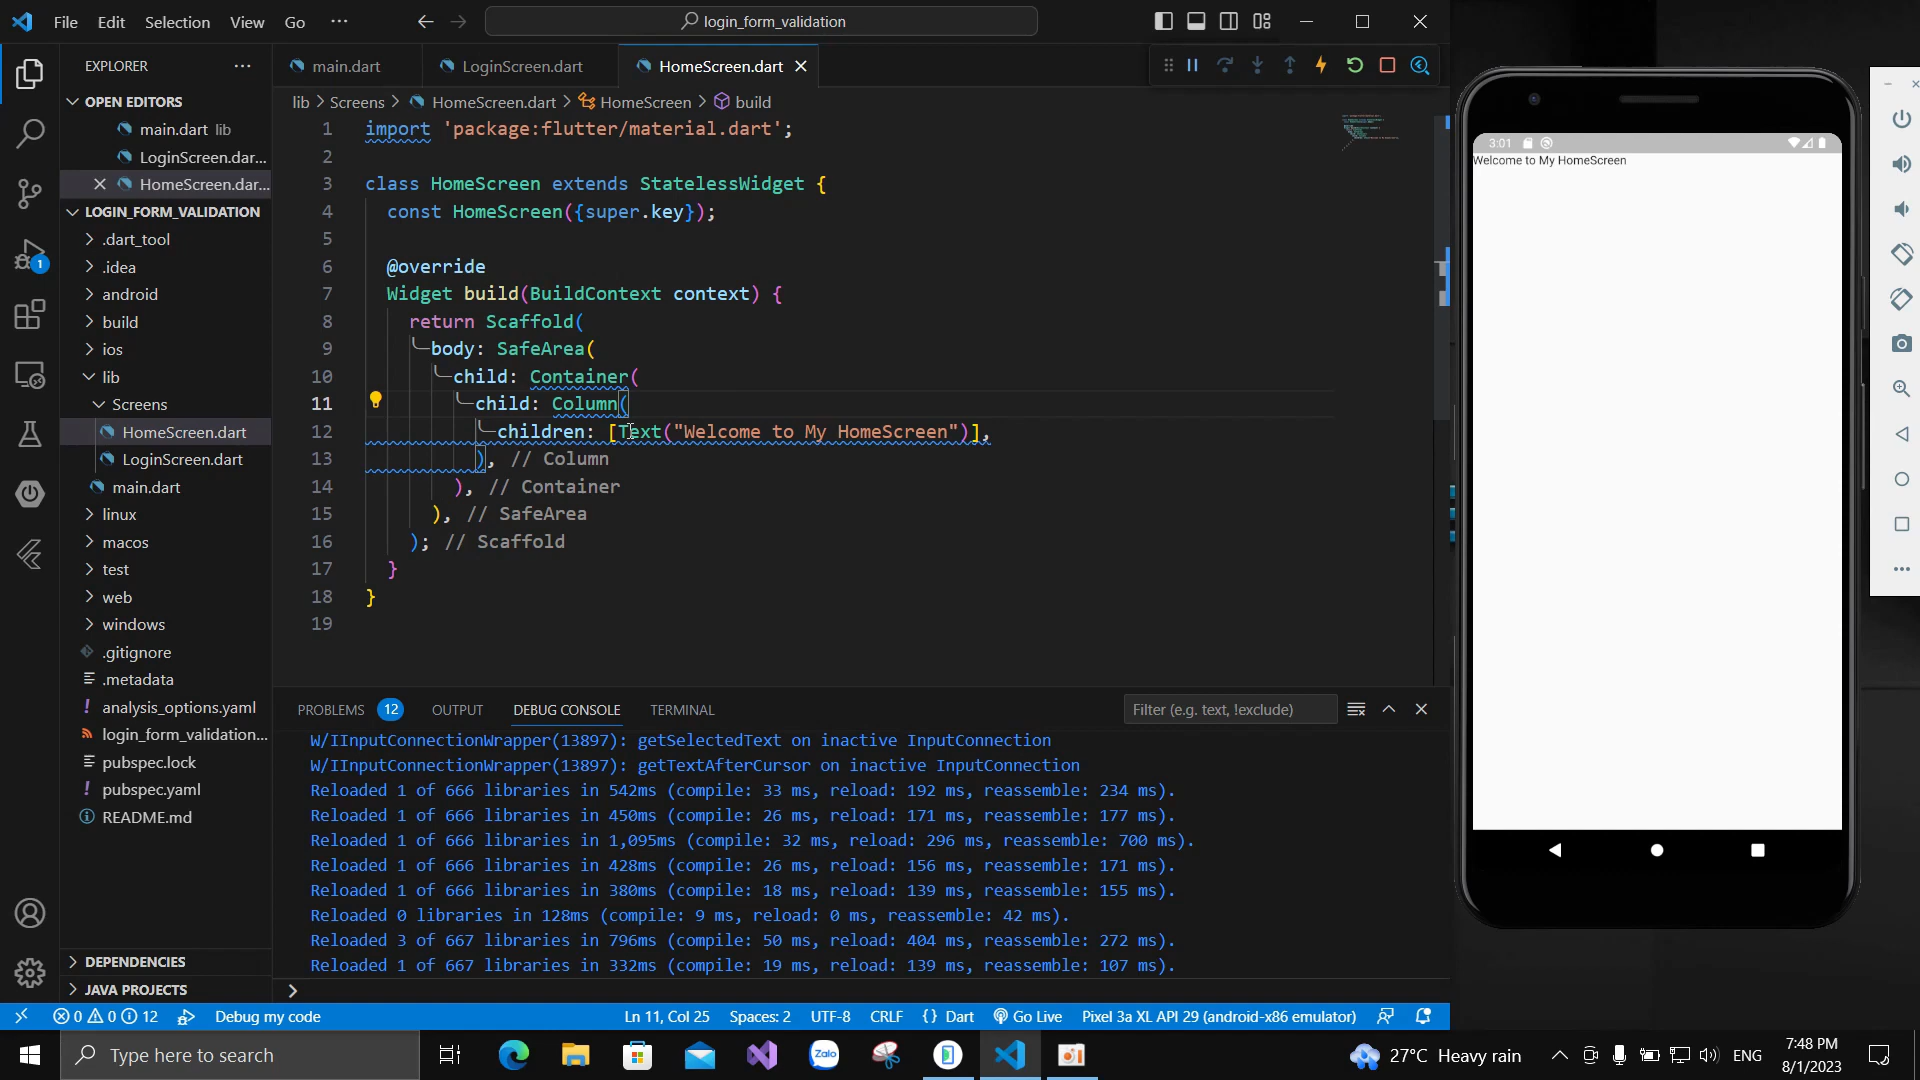 File Edit Selection View Go ··· login_form_validation
EXPLORER ···
OPEN EDITORS
main.dart lib
LoginScreen.dar...
HomeScreen.dar...
LOGIN_FORM_VALIDATION
.dart_tool
.idea
android
build
ios
lib
Screens
HomeScreen.dart
LoginScreen.dart
main.dart
linux
macos
test
web
windows
.gitignore
.metadata
analysis_options.yaml
login_form_validation...
pubspec.lock
pubspec.yaml
README.md
DEPENDENCIES
JAVA PROJECTS
1
main.dart LoginScreen.dart HomeScreen.dart
lib > Screens > HomeScreen.dart > HomeScreen > build
1 import 'package:flutter/material.dart';
2
3 class HomeScreen extends StatelessWidget {
4 const HomeScreen({super.key});
5
6 @override
7 Widget build(BuildContext context) {
8 return Scaffold(
9 body: SafeArea(
10 child: Container(
11 child: Column(
12 children: [Text("Welcome to My HomeScreen")],
13 ), // Column
14 ), // Container
15 ), // SafeArea
16 ); // Scaffold
17 }
18 }
19
PROBLEMS 12 OUTPUT DEBUG CONSOLE TERMINAL Filter (e.g. text, !exclude)
W/IInputConnectionWrapper(13897): getSelectedText on inactive InputConnection
W/IInputConnectionWrapper(13897): getTextAfterCursor on inactive InputConnection
Reloaded 1 of 666 libraries in 542ms (compile: 33 ms, reload: 192 ms, reassemble: 234 ms).
Reloaded 1 of 666 libraries in 450ms (compile: 26 ms, reload: 171 ms, reassemble: 177 ms).
Reloaded 1 of 666 libraries in 1,095ms (compile: 32 ms, reload: 296 ms, reassemble: 700 ms).
Reloaded 1 of 666 libraries in 428ms (compile: 26 ms, reload: 156 ms, reassemble: 171 ms).
Reloaded 1 of 666 libraries in 380ms (compile: 18 ms, reload: 139 ms, reassemble: 155 ms).
Reloaded 0 libraries in 128ms (compile: 9 ms, reload: 0 ms, reassemble: 42 ms).
Reloaded 3 of 667 libraries in 796ms (compile: 50 ms, reload: 404 ms, reassemble: 272 ms).
Reloaded 1 of 667 libraries in 332ms (compile: 19 ms, reload: 139 ms, reassemble: 107 ms).
3:01
Welcome to My HomeScreen
0 0 12 Debug my code Ln 11, Col 25 Spaces: 2 UTF-8 CRLF {} Dart Go Live Pixel 3a XL API 29 (android-x86 emulator)
Type here to search Zalo 27°C Heavy rain ENG 7:48 PM
8/1/2023